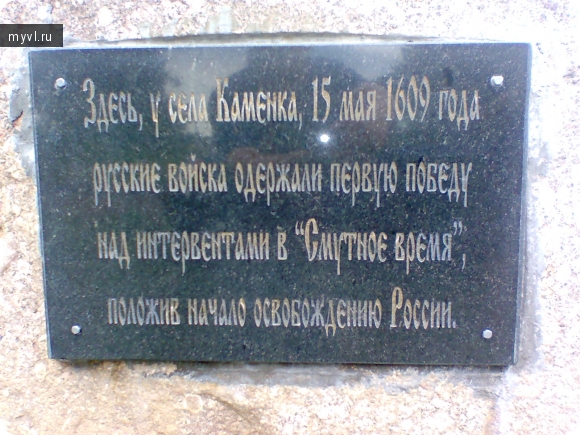 myvl.ru
Здесь, у села Каменка, 15 мая 1609 года
русские войска одержали первую победу
над интервентами в “Смутное время”,
положив начало освобождению России.